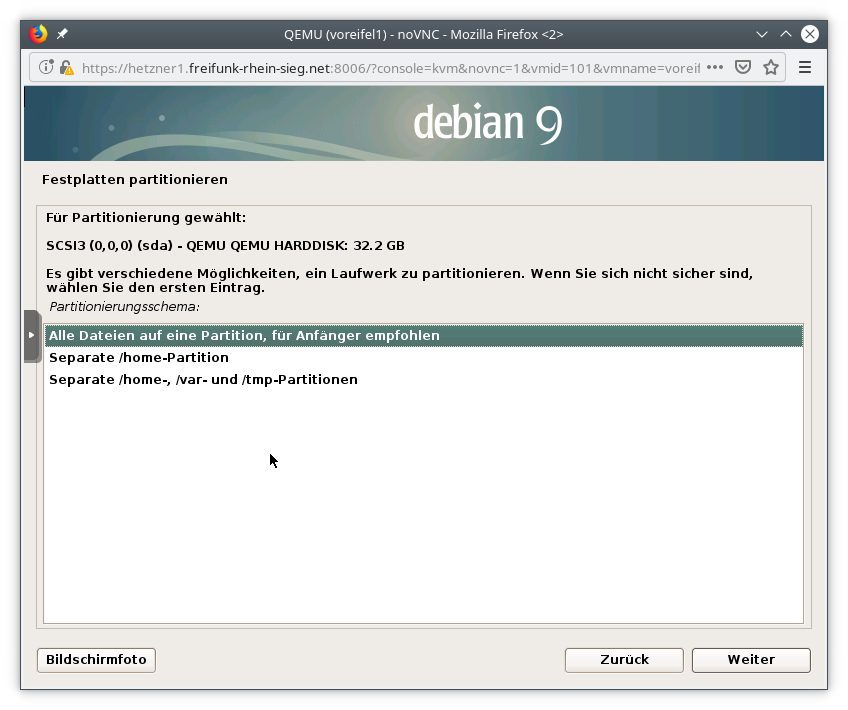 QEMU (voreifel1) - noVNC - Mozilla Firefox <2>
https://hetzner1.freifunk-rhein-sieg.net:8006/?console=kvm&novnc=1&vmid=101&vmname=voreif
debian 9
Festplatten partitionieren
Für Partitionierung gewählt:
SCSI3 (0,0,0) (sda) - QEMU QEMU HARDDISK: 32.2 GB
Es gibt verschiedene Möglichkeiten, ein Laufwerk zu partitionieren. Wenn Sie sich nicht sicher sind,
wählen Sie den ersten Eintrag.
Partitionierungsschema:
Alle Dateien auf eine Partition, für Anfänger empfohlen
Separate /home-Partition
Separate /home-, /var- und /tmp-Partitionen
Bildschirmfoto
Zurück
Weiter